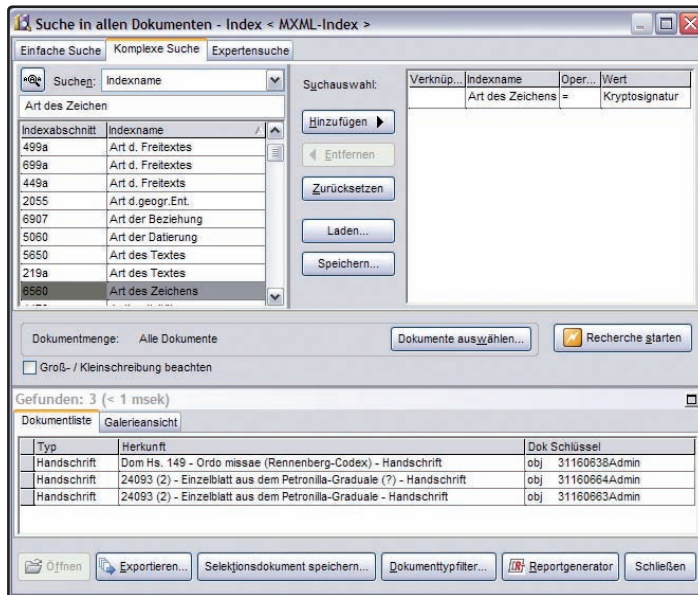 Suche in allen Dokumenten - Index < MXML-Index >
Einfache Suche Komplexe Suche Expertensuche
Suchen: Indexname
Art des Zeichen
Indexabschnitt Indexname
499a Art d. Freitextes
699a Art d. Freitexts
449a Art d. Freitexts
2055 Art d.geogr.Ent.
6907 Art der Beziehung
5060 Art der Datierung
5650 Art des Textes
219a Art des Textes
6560 Art des Zeichens
Suchauswahl:
Hinzufügen
Entfernen
Zurücksetzen
Laden...
Speichern...
Verknüp... Indexname Oper... Wert
Art des Zeichens = Kryptosignatur
Dokumentmenge: Alle Dokumente Dokumente auswählen... Recherche starten
Groß- / Kleinschreibung beachten
Gefunden: 3 (< 1 msek)
Dokumentliste Galerieansicht
Typ Herkunft Dok Schlüssel
Handschrift Dom Hs. 149 - Ordo missae (Rennenberg-Codex) - Handschrift obj 31160638Admin
Handschrift 24093 (2) - Einzelblatt aus dem Petronilla-Graduale (?) - Handschrift obj 31160664Admin
Handschrift 24093 (2) - Einzelblatt aus dem Petronilla-Graduale - Handschrift obj 31160663Admin
Öffnen Exportieren... Selektionsdokument speichern... Dokumenttypfilter... Reportgenerator Schließen